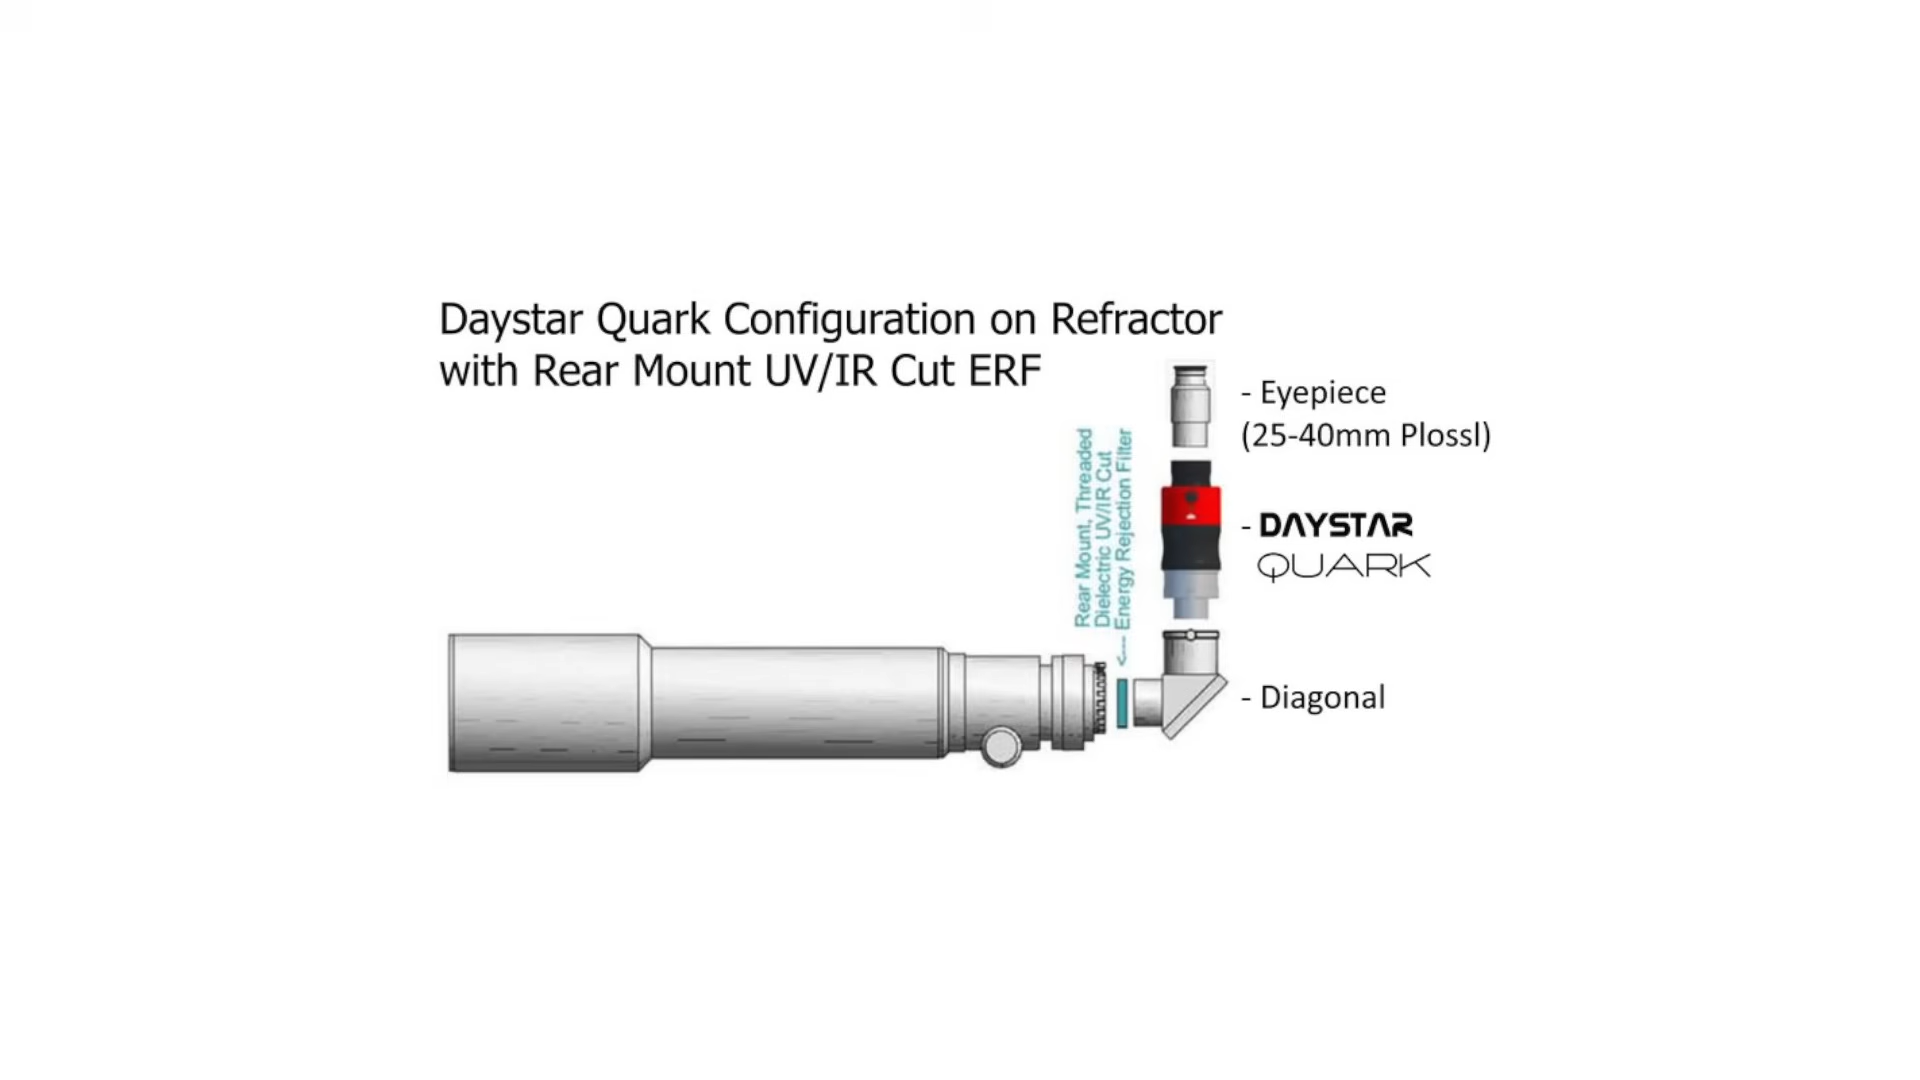 Daystar Quark Configuration on Refractor
with Rear Mount UV/IR Cut ERF
- Eyepiece
(25-40mm Plossl)
Rear Mount, Threaded
Dielectric UV/IR Cut
<--- Energy Rejection Filter
- DAYSTAR
QUARK
- Diagonal